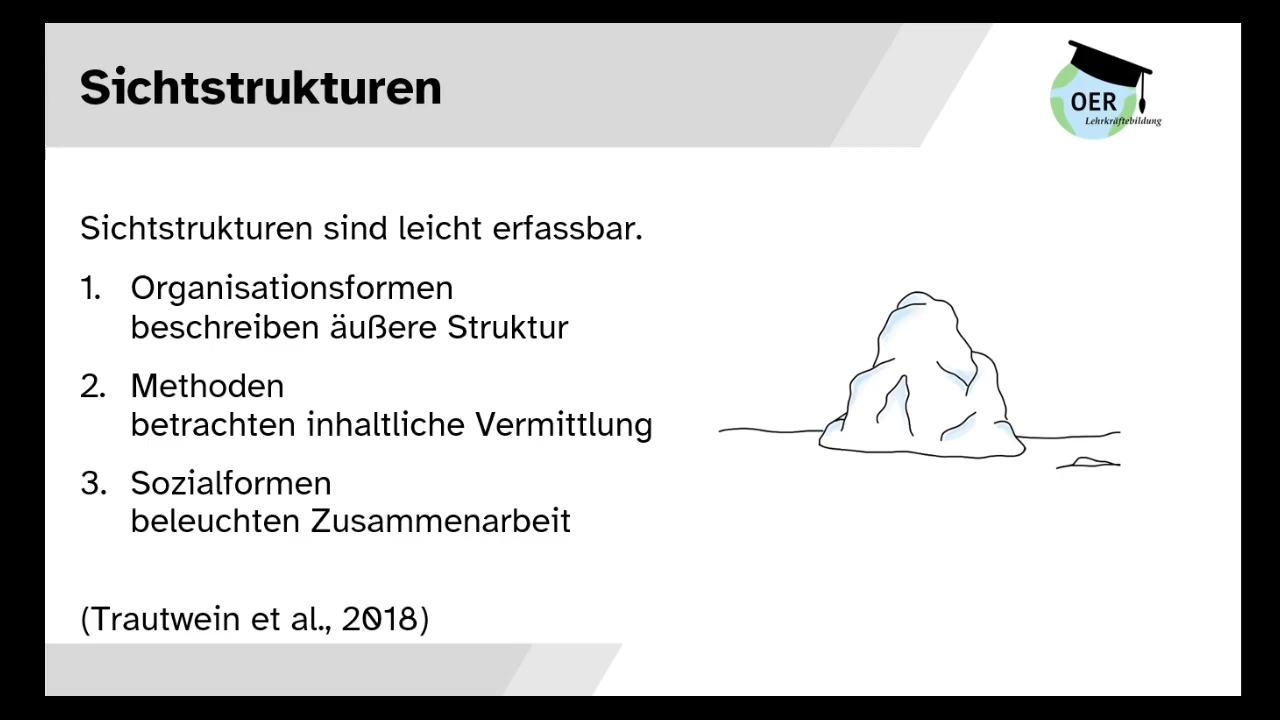 Sichtstrukturen
OER
Lehrkräftebildung
Sichtstrukturen sind leicht erfassbar.
1. Organisationsformen
beschreiben äußere Struktur
2. Methoden
betrachten inhaltliche Vermittlung
3. Sozialformen
beleuchten Zusammenarbeit
(Trautwein et al., 2018)